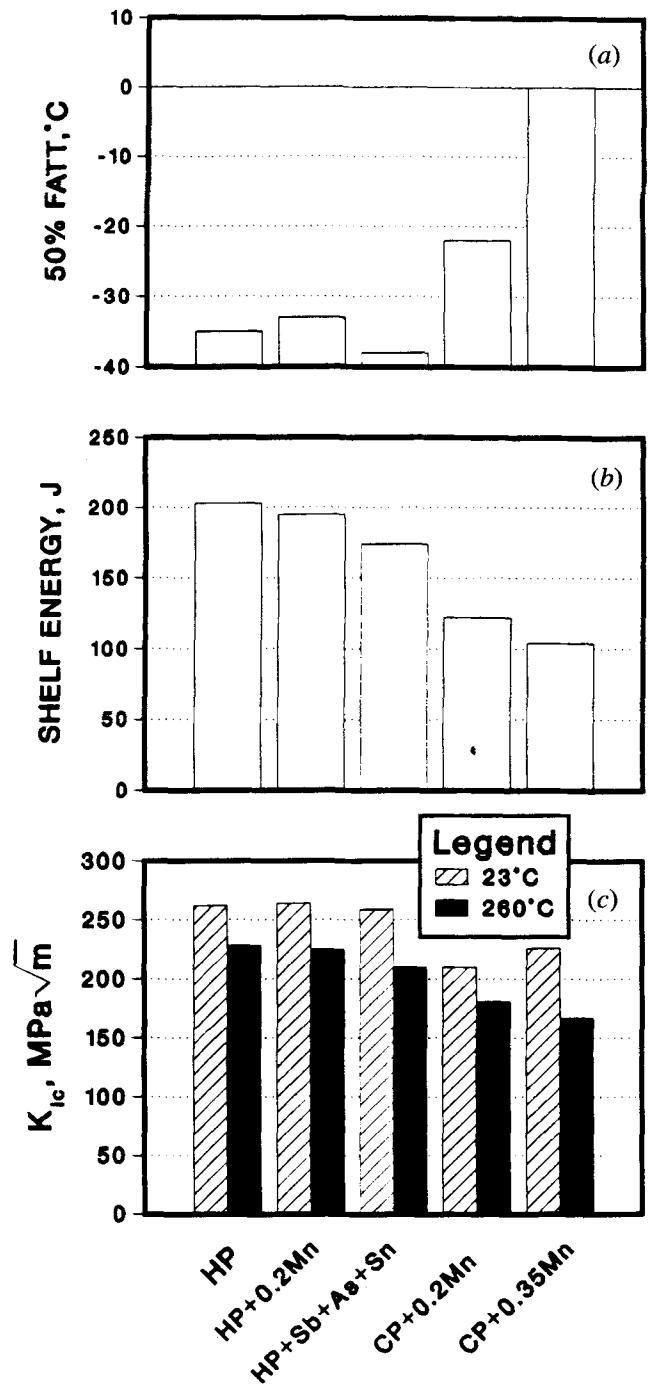 10
0
-10
-20
-30
-40
50% FATT,°C
(a)
250
200
150
100
50
0
SHELF ENERGY, J
(b)
Legend
23°C
260°C
300
250
200
150
100
50
0
K_Ic, MPa√m
(c)
HP
HP+0.2Mn
HP+Sb+As+Sn
CP+0.2Mn
CP+0.35Mn